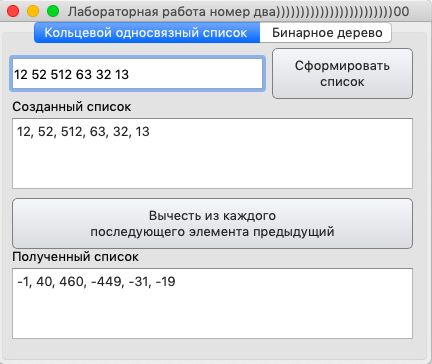 Лабораторная работа номер два))))))))))))))))))))))))00
Кольцевой односвязный список Бинарное дерево
12 52 512 63 32 13
Сформировать
список
Созданный список
12, 52, 512, 63, 32, 13
Вычесть из каждого
последующего элемента предыдущий
Полученный список
-1, 40, 460, -449, -31, -19